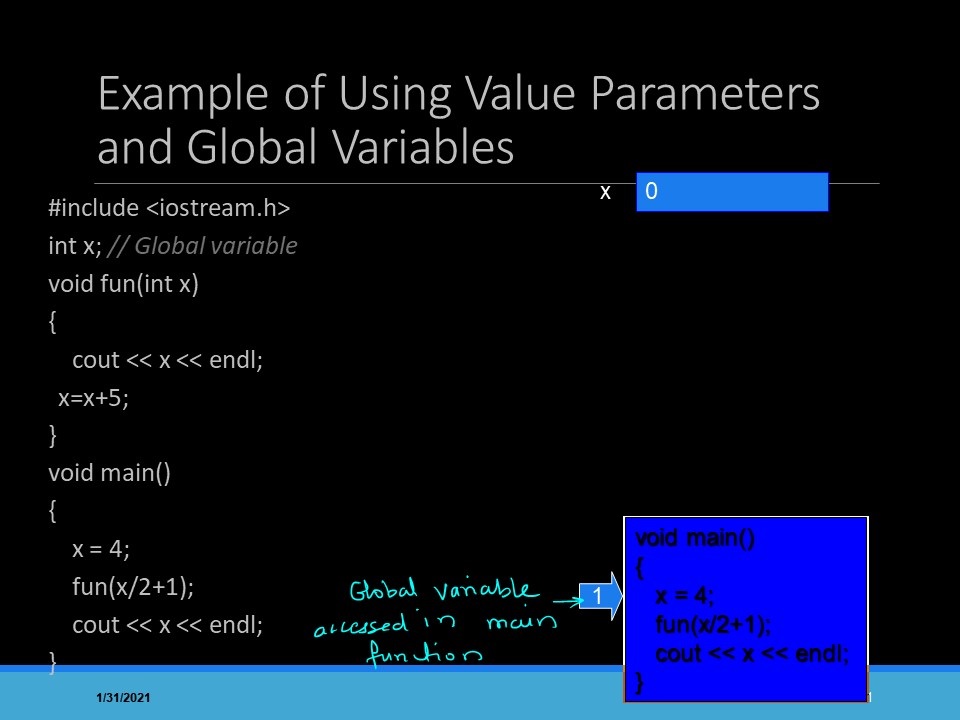 Example of Using Value Parameters
and Global Variables
x 0
#include <iostream.h>
int x; // Global variable
void fun(int x)
{
cout << x << endl;
x=x+5;
}
void main()
{
x = 4;
fun(x/2+1);
cout << x << endl;
}
Global variable
accessed in main
function
1
void main()
{
x = 4;
fun(x/2+1);
cout << x << endl;
}
1/31/2021
1